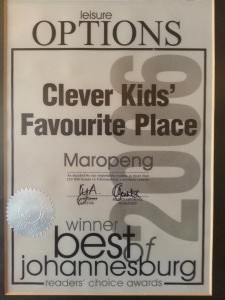 leisure
OPTIONS
2006
Clever Kids'
Favourite Place
Maropeng
winner
best of
johannesburg
readers' choice awards